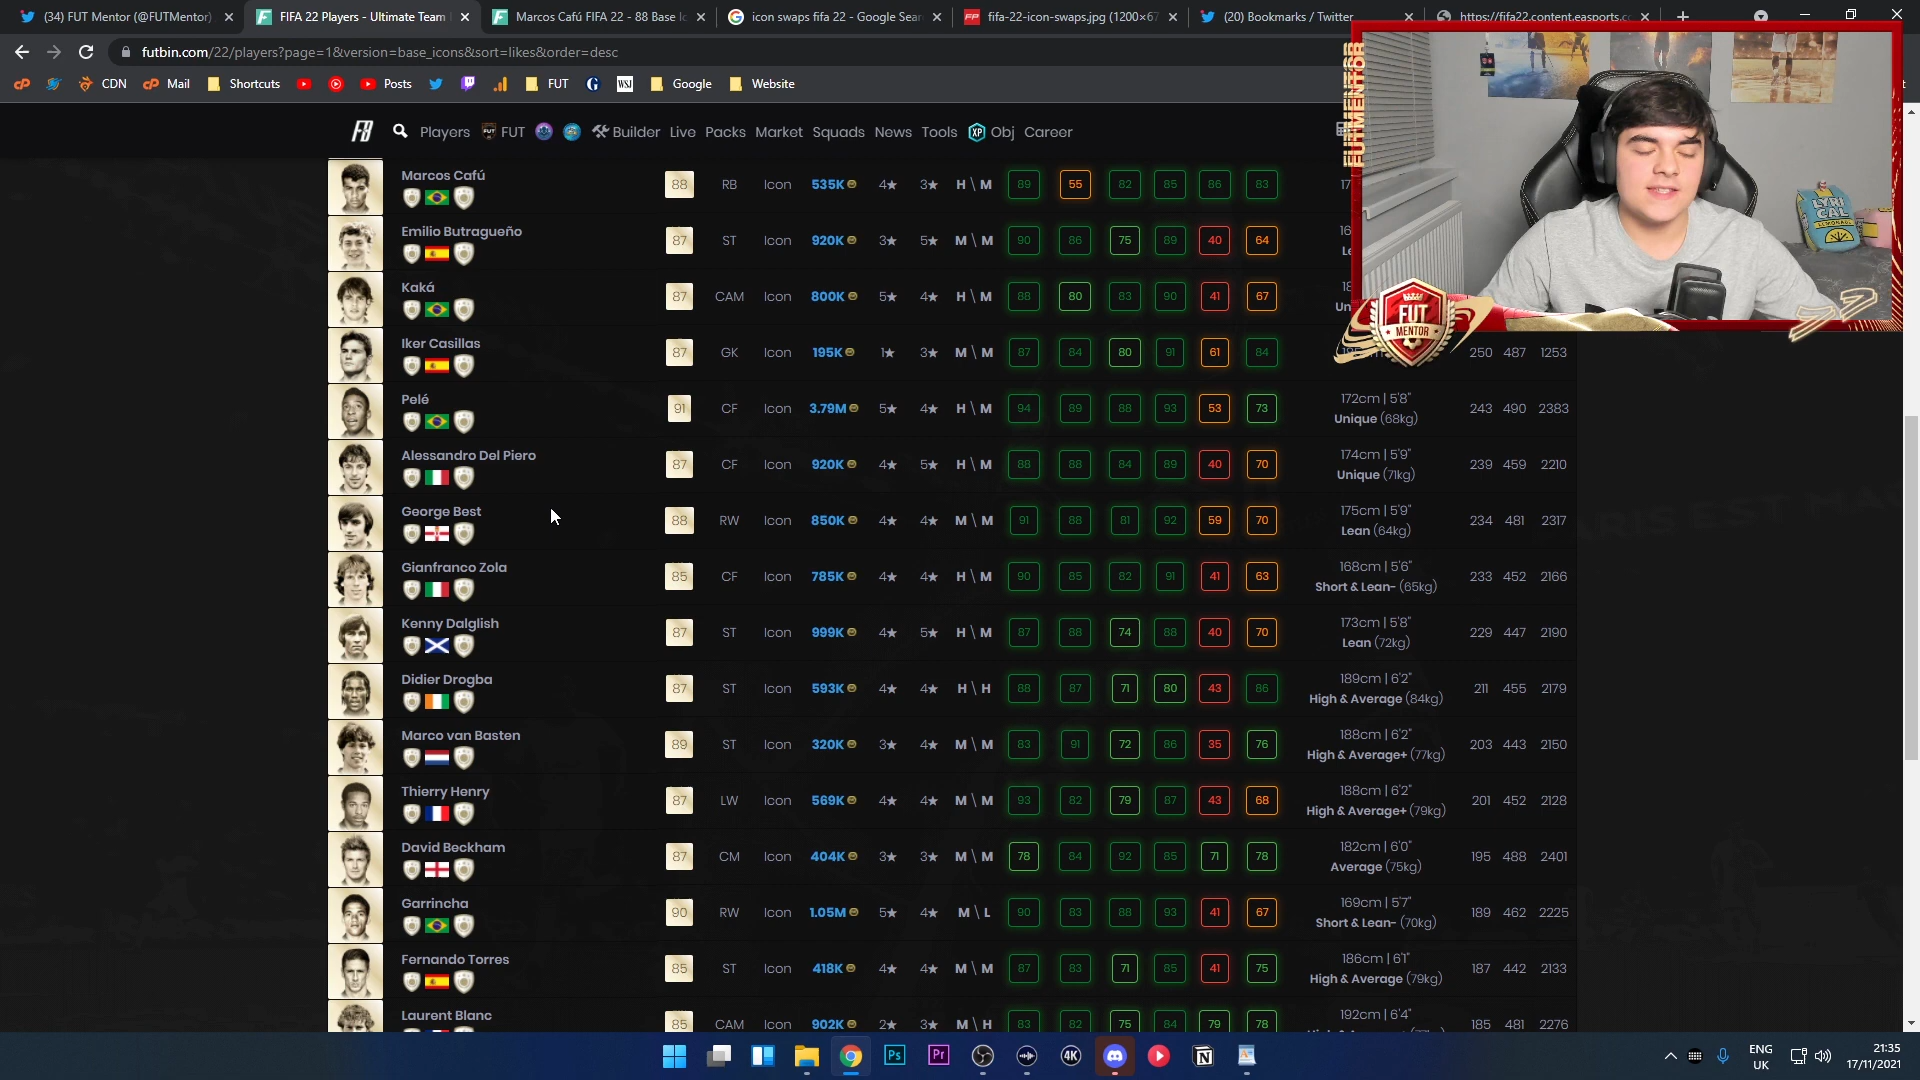 (34) FUT Mentor (@FUTMentor)
FIFA 22 Players - Ultimate Team
Marcos Cafú FIFA 22 - 88 Base Ic
icon swaps fifa 22 - Google Sear
fifa-22-icon-swaps.jpg (1200×67
(20) Bookmarks / Twitter
https://fifa22.content.easports.c
futbin.com/22/players?page=1&version=base_icons&sort=likes&order=desc
CDN
Mail
Shortcuts
Posts
FUT
WSJ
Google
Website
Players FUT Builder Live Packs Market Squads News Tools XP Obj Career
Marcos Cafú 88 RB Icon 535K 4★ 3★ H \ M 89 55 82 85 86 83 17
Emilio Butragueño 87 ST Icon 920K 3★ 5★ M \ M 90 86 75 89 40 64 16
Le
Kaká 87 CAM Icon 800K 5★ 4★ H \ M 88 80 83 90 41 67 18
Un
Iker Casillas 87 GK Icon 195K 1★ 3★ M \ M 87 84 80 91 61 84 250 487 1253
Pelé 91 CF Icon 3.79M 5★ 4★ H \ M 94 89 88 93 53 73 172cm | 5'8" 243 490 2383
Unique (68kg)
Alessandro Del Piero 87 CF Icon 920K 4★ 5★ H \ M 88 88 84 89 40 70 174cm | 5'9" 239 459 2210
Unique (71kg)
George Best 88 RW Icon 850K 4★ 4★ M \ M 91 88 81 92 59 70 175cm | 5'9" 234 481 2317
Lean (64kg)
Gianfranco Zola 85 CF Icon 785K 4★ 4★ H \ M 90 85 82 91 41 63 168cm | 5'6" 233 452 2166
Short & Lean- (65kg)
Kenny Dalglish 87 ST Icon 999K 4★ 5★ H \ M 87 88 74 88 40 70 173cm | 5'8" 229 447 2190
Lean (72kg)
Didier Drogba 87 ST Icon 593K 4★ 4★ H \ H 88 87 71 80 43 86 189cm | 6'2" 211 455 2179
High & Average (84kg)
Marco van Basten 89 ST Icon 320K 3★ 4★ M \ M 83 91 72 86 35 76 188cm | 6'2" 203 443 2150
High & Average+ (77kg)
Thierry Henry 87 LW Icon 569K 4★ 4★ M \ M 93 82 79 87 43 68 188cm | 6'2" 201 452 2128
High & Average+ (79kg)
David Beckham 87 CM Icon 404K 3★ 3★ M \ M 78 84 92 85 71 78 182cm | 6'0" 195 488 2401
Average (75kg)
Garrincha 90 RW Icon 1.05M 5★ 4★ M \ L 90 83 88 93 41 67 169cm | 5'7" 189 462 2225
Short & Lean- (70kg)
Fernando Torres 85 ST Icon 418K 4★ 4★ M \ M 87 83 71 85 41 75 186cm | 6'1" 187 442 2133
High & Average (79kg)
Laurent Blanc 85 CAM Icon 902K 2★ 3★ M \ H 83 82 75 84 79 78 192cm | 6'4" 185 481 2276
FUTMENTOR
FUT
MENTOR
22
LYRI
CAL
LEMONADE
Ps
Pr
4K
ENG
UK
21:35
17/11/2021